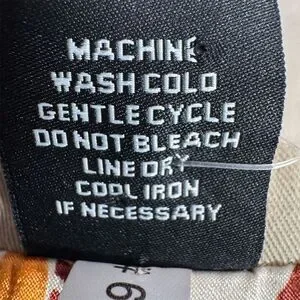 MACHINE
WASH COLD
GENTLE CYCLE
DO NOT BLEACH
LINE DRY
COOL IRON
IF NECESSARY